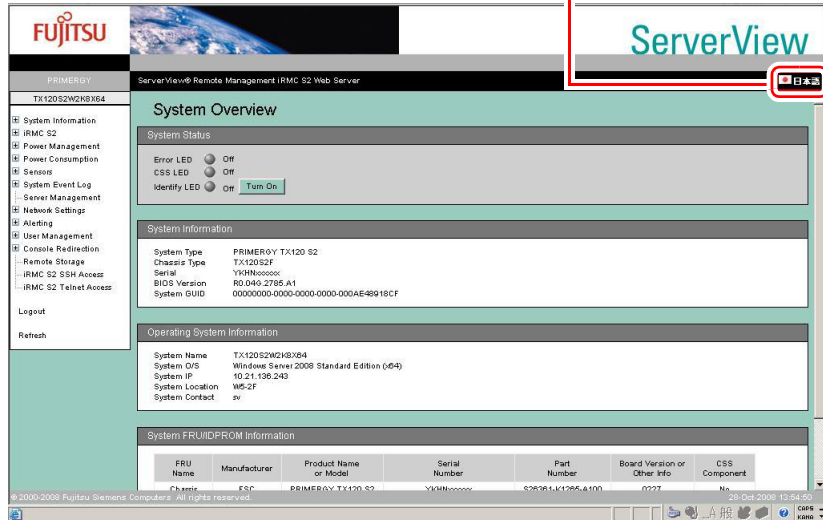 FUJITSU
ServerView
PRIMERGY
ServerView® Remote Management iRMC S2 Web Server
日本語
TX120S2W2K8X64
System Information
iRMC S2
Power Management
Power Consumption
Sensors
System Event Log
Server Management
Network Settings
Alerting
User Management
Console Redirection
Remote Storage
iRMC S2 SSH Access
iRMC S2 Telnet Access
Logout
Refresh
System Overview
System Status
Error LED Off
CSS LED Off
Identify LED Off Turn On
System Information
System Type PRIMERGY TX120 S2
Chassis Type TX120S2F
Serial YKHNxxxxxx
BIOS Version R0.04G.2785.A1
System GUID 00000000-0000-0000-0000-000AE48918CF
Operating System Information
System Name TX120S2W2K8X64
System O/S Windows Server 2008 Standard Edition (x64)
System IP 10.21.136.243
System Location W5-2F
System Contact sv
System FRU/IDPROM Information
FRU Name Manufacturer Product Name or Model Serial Number Part Number Board Version or Other Info CSS Component
Chassis FSC PRIMERGY TX120 S2 YKHNxxxxxx S26361-K1265-A100 0227 No
© 2000-2008 Fujitsu Siemens Computers All rights reserved.
28-Oct-2008 13:54:50
A 般
CAPS
KANA